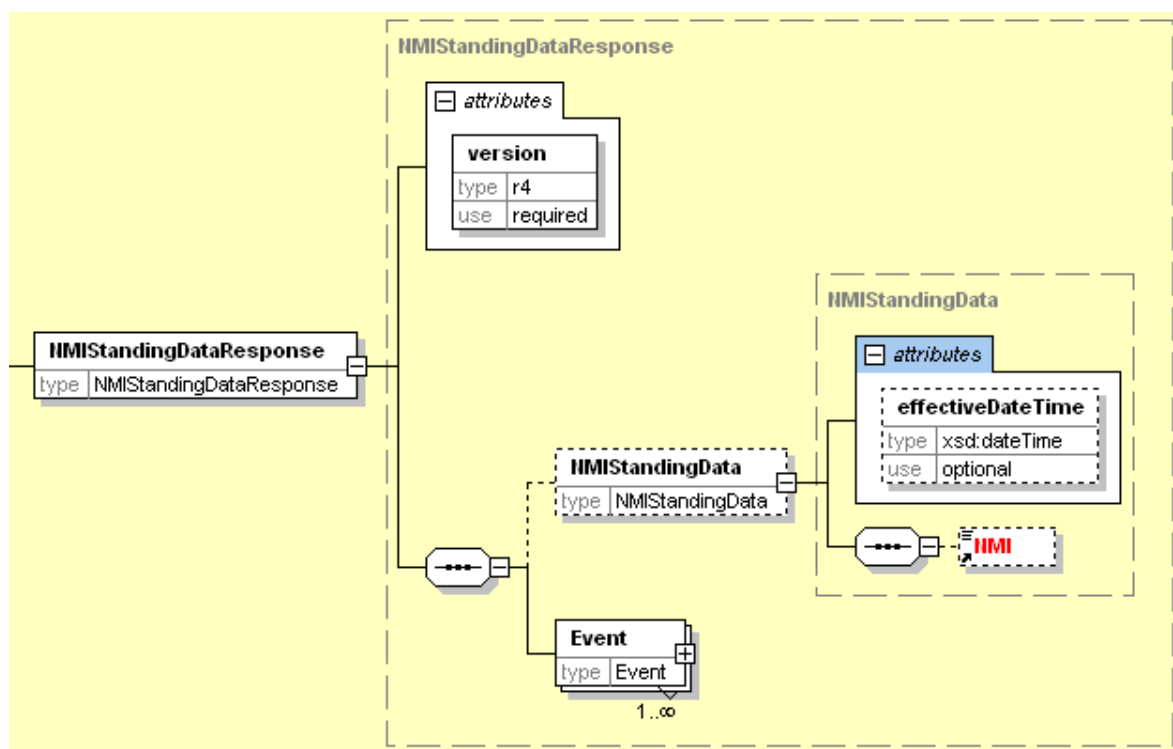 NMIStandingDataResponse
attributes
version
type r4
use required
NMIStandingData
NMIStandingDataResponse
type NMIStandingDataResponse
attributes
effectiveDateTime
type xsd:dateTime
use optional
NMIStandingData
type NMIStandingData
NMI
Event
type Event
1..∞